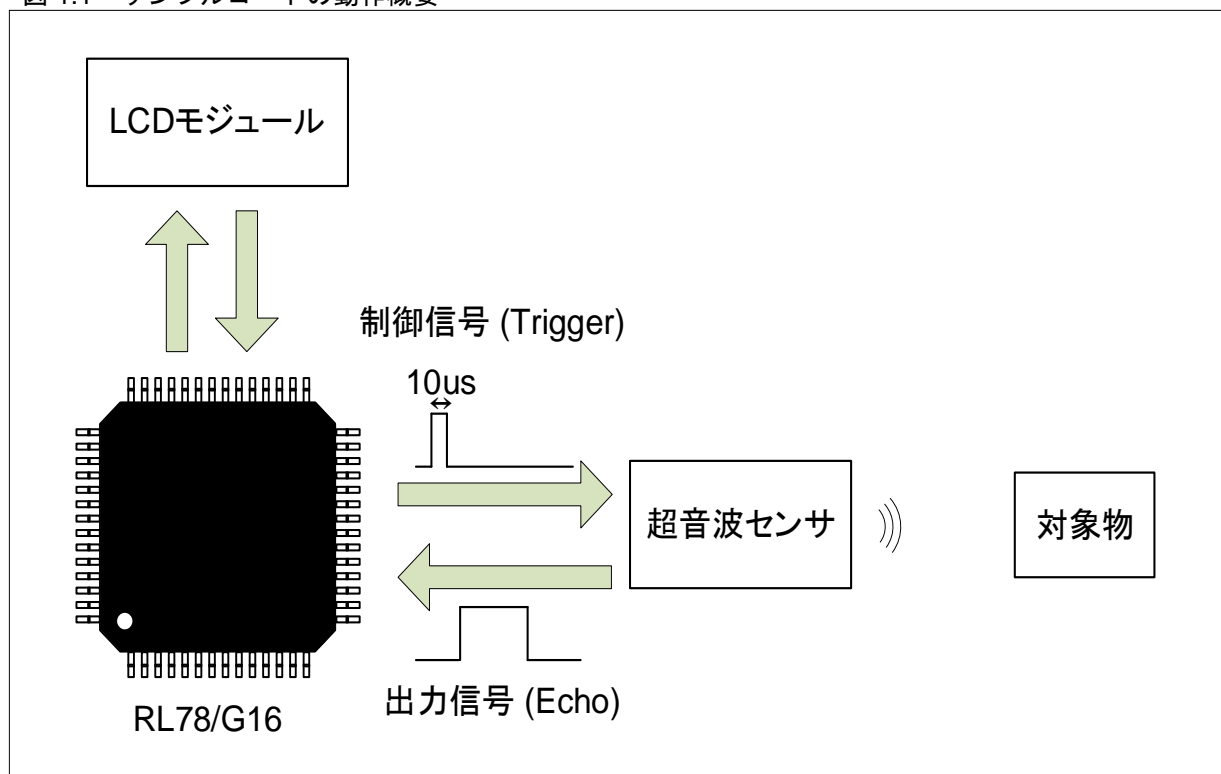 LCDモジュール
制御信号 (Trigger)
10us
超音波センサ
対象物
出力信号 (Echo)
RL78/G16